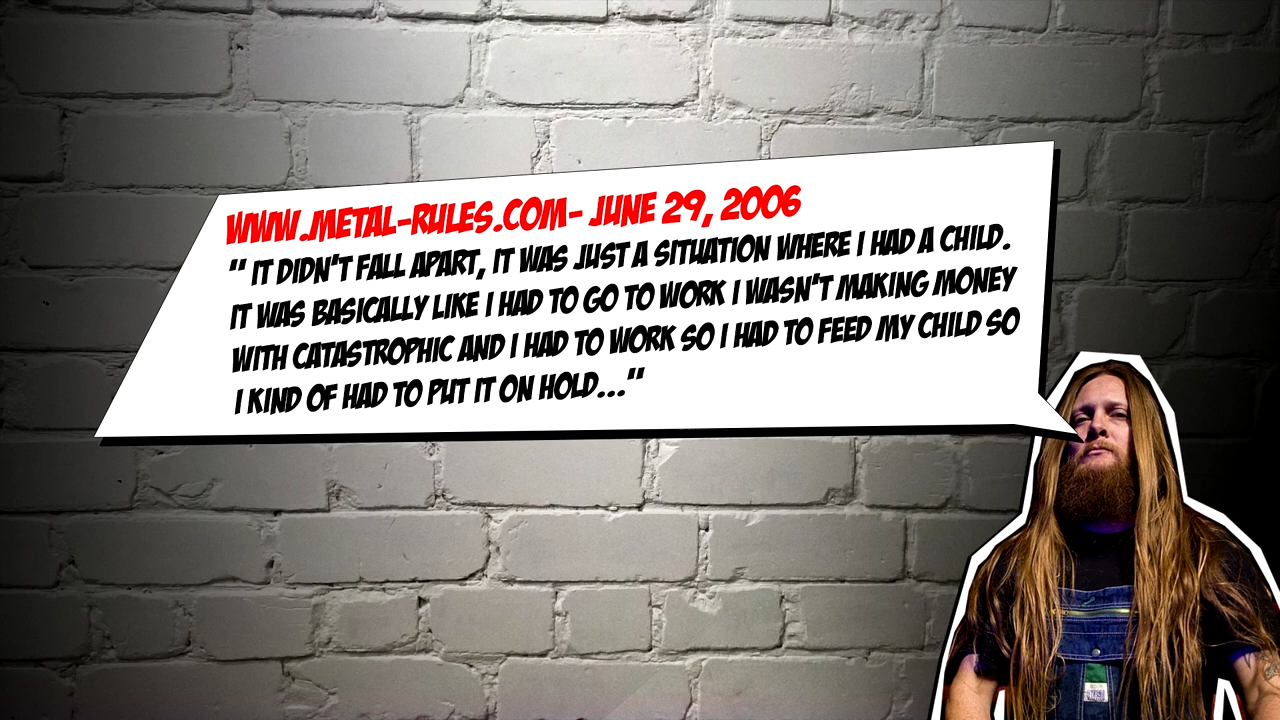 WWW.METAL-RULES.COM- JUNE 29, 2006
" IT DIDN'T FALL APART, IT WAS JUST A SITUATION WHERE I HAD A CHILD.
IT WAS BASICALLY LIKE I HAD TO GO TO WORK I WASN'T MAKING MONEY
WITH CATASTROPHIC AND I HAD TO WORK SO I HAD TO FEED MY CHILD SO
I KIND OF HAD TO PUT IT ON HOLD..."